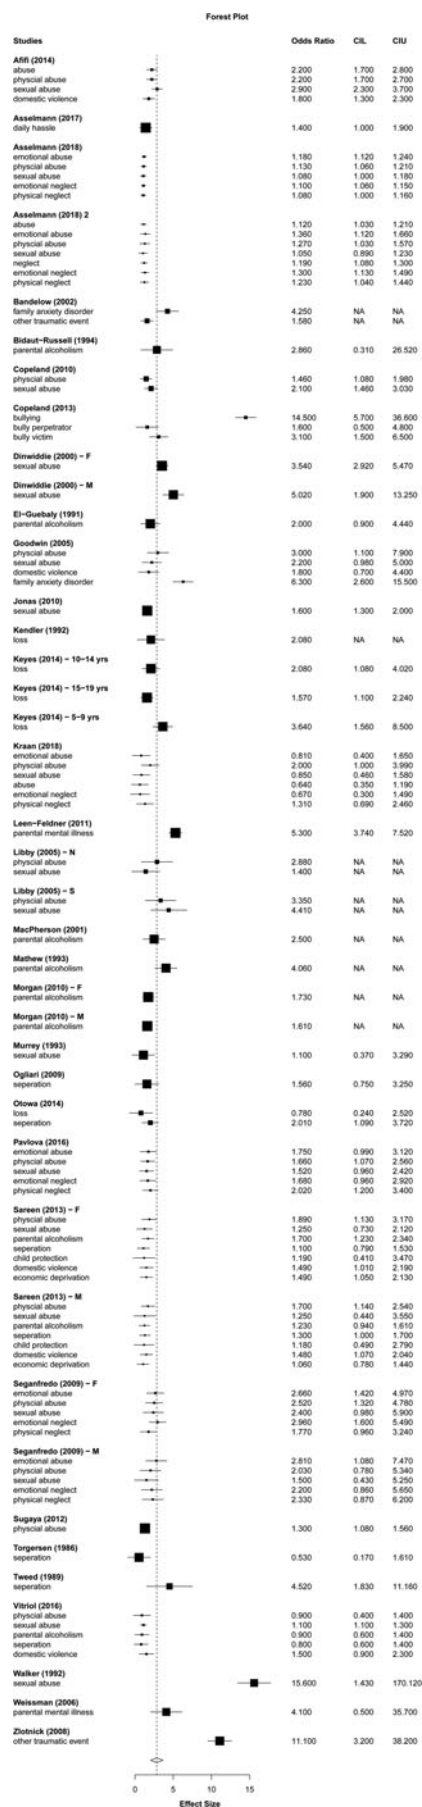 Forest Plot
Studies Odds Ratio CIL CIU
Afifi (2014)
abuse 2.200 1.700 2.800
physcial abuse 2.200 1.700 2.700
sexual abuse 2.900 2.300 3.700
domestic violence 1.800 1.300 2.300
Asselmann (2017)
daily hassle 1.400 1.000 1.900
Asselmann (2018)
emotional abuse 1.180 1.120 1.240
physcial abuse 1.130 1.060 1.210
sexual abuse 1.080 1.000 1.180
emotional neglect 1.100 1.060 1.150
physical neglect 1.080 1.000 1.160
Asselmann (2018) 2
abuse 1.120 1.030 1.210
emotional abuse 1.360 1.120 1.660
physcial abuse 1.270 1.030 1.570
sexual abuse 1.050 0.890 1.230
neglect 1.190 1.080 1.300
emotional neglect 1.300 1.130 1.490
physical neglect 1.230 1.040 1.440
Bandelow (2002)
family anxiety disorder 4.250 NA NA
other traumatic event 1.580 NA NA
Bidaut−Russell (1994)
parental alcoholism 2.860 0.310 26.520
Copeland (2010)
physcial abuse 1.460 1.080 1.980
sexual abuse 2.100 1.460 3.030
Copeland (2013)
bullying 14.500 5.700 36.600
bully perpetrator 1.600 0.500 4.800
bully victim 3.100 1.500 6.500
Dinwiddie (2000) − F
sexual abuse 3.540 2.920 5.470
Dinwiddie (2000) − M
sexual abuse 5.020 1.900 13.250
El−Guebaly (1991)
parental alcoholism 2.000 0.900 4.440
Goodwin (2005)
physcial abuse 3.000 1.100 7.900
sexual abuse 2.200 0.980 5.000
domestic violence 1.800 0.700 4.400
family anxiety disorder 6.300 2.600 15.500
Jonas (2010)
sexual abuse 1.600 1.300 2.000
Kendler (1992)
loss 2.080 NA NA
Keyes (2014) − 10−14 yrs
loss 2.080 1.080 4.020
Keyes (2014) − 15−19 yrs
loss 1.570 1.100 2.240
Keyes (2014) − 5−9 yrs
loss 3.640 1.560 8.500
Kraan (2018)
emotional abuse 0.810 0.400 1.650
physcial abuse 2.000 1.000 3.990
sexual abuse 0.850 0.460 1.580
abuse 0.640 0.350 1.190
emotional neglect 0.670 0.300 1.490
physical neglect 1.310 0.690 2.460
Leen−Feldner (2011)
parental mental illness 5.300 3.740 7.520
Libby (2005) − N
physcial abuse 2.880 NA NA
sexual abuse 1.400 NA NA
Libby (2005) − S
physcial abuse 3.350 NA NA
sexual abuse 4.410 NA NA
MacPherson (2001)
parental alcoholism 2.500 NA NA
Mathew (1993)
parental alcoholism 4.060 NA NA
Morgan (2010) − F
parental alcoholism 1.730 NA NA
Morgan (2010) − M
parental alcoholism 1.610 NA NA
Murrey (1993)
sexual abuse 1.100 0.370 3.290
Ogliari (2009)
seperation 1.560 0.750 3.250
Otowa (2014)
loss 0.780 0.240 2.520
seperation 2.010 1.090 3.720
Pavlova (2016)
emotional abuse 1.750 0.990 3.120
physcial abuse 1.660 1.070 2.560
sexual abuse 1.520 0.960 2.420
emotional neglect 1.680 0.960 2.920
physical neglect 2.020 1.200 3.400
Sareen (2013) − F
physcial abuse 1.890 1.130 3.170
sexual abuse 1.250 0.730 2.120
parental alcoholism 1.700 1.230 2.340
seperation 1.100 0.790 1.530
child protection 1.190 0.410 3.470
domestic violence 1.490 1.010 2.190
economic deprivation 1.490 1.050 2.130
Sareen (2013) − M
physcial abuse 1.700 1.140 2.540
sexual abuse 1.250 0.440 3.550
parental alcoholism 1.230 0.940 1.610
seperation 1.300 1.000 1.700
child protection 1.180 0.490 2.790
domestic violence 1.480 1.070 2.040
economic deprivation 1.060 0.780 1.440
Seganfredo (2009) − F
emotional abuse 2.660 1.420 4.970
physcial abuse 2.520 1.320 4.780
sexual abuse 2.400 0.980 5.900
emotional neglect 2.960 1.600 5.490
physical neglect 1.770 0.960 3.240
Seganfredo (2009) − M
emotional abuse 2.810 1.080 7.470
physcial abuse 2.030 0.780 5.340
sexual abuse 1.500 0.430 5.250
emotional neglect 2.200 0.860 5.650
physical neglect 2.330 0.870 6.200
Sugaya (2012)
physcial abuse 1.300 1.080 1.560
Torgersen (1986)
seperation 0.530 0.170 1.610
Tweed (1989)
seperation 4.520 1.830 11.160
Vitriol (2016)
physcial abuse 0.900 0.400 1.400
sexual abuse 1.100 1.100 1.300
parental alcoholism 0.900 0.600 1.400
seperation 0.800 0.600 1.400
domestic violence 1.500 0.900 2.300
Walker (1992)
sexual abuse 15.600 1.430 170.120
Weissman (2006)
parental mental illness 4.100 0.500 35.700
Zlotnick (2008)
other traumatic event 11.100 3.200 38.200
0 5 10 15
Effect Size